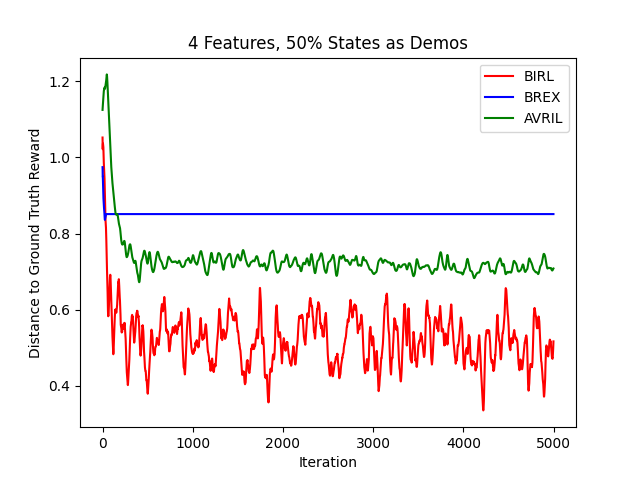 4 Features, 50% States as Demos
Distance to Ground Truth Reward
1.2
1.0
0.8
0.6
0.4
BIRL
BREX
AVRIL
0
1000
2000
3000
4000
5000
Iteration